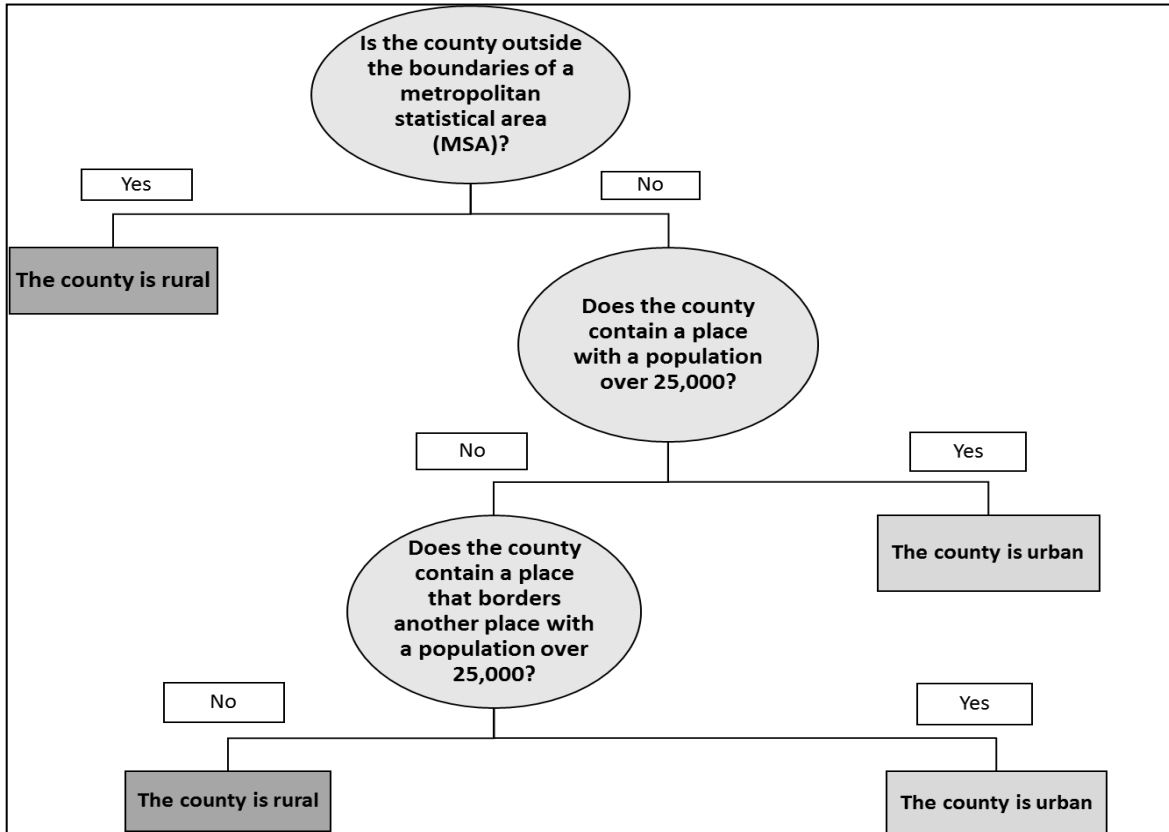 Is the county outside
the boundaries of a
metropolitan
statistical area
(MSA)?
Yes
No
The county is rural
Does the county
contain a place
with a population
over 25,000?
No
Yes
Does the county
contain a place
that borders
another place with
a population over
25,000?
The county is urban
No
Yes
The county is rural
The county is urban